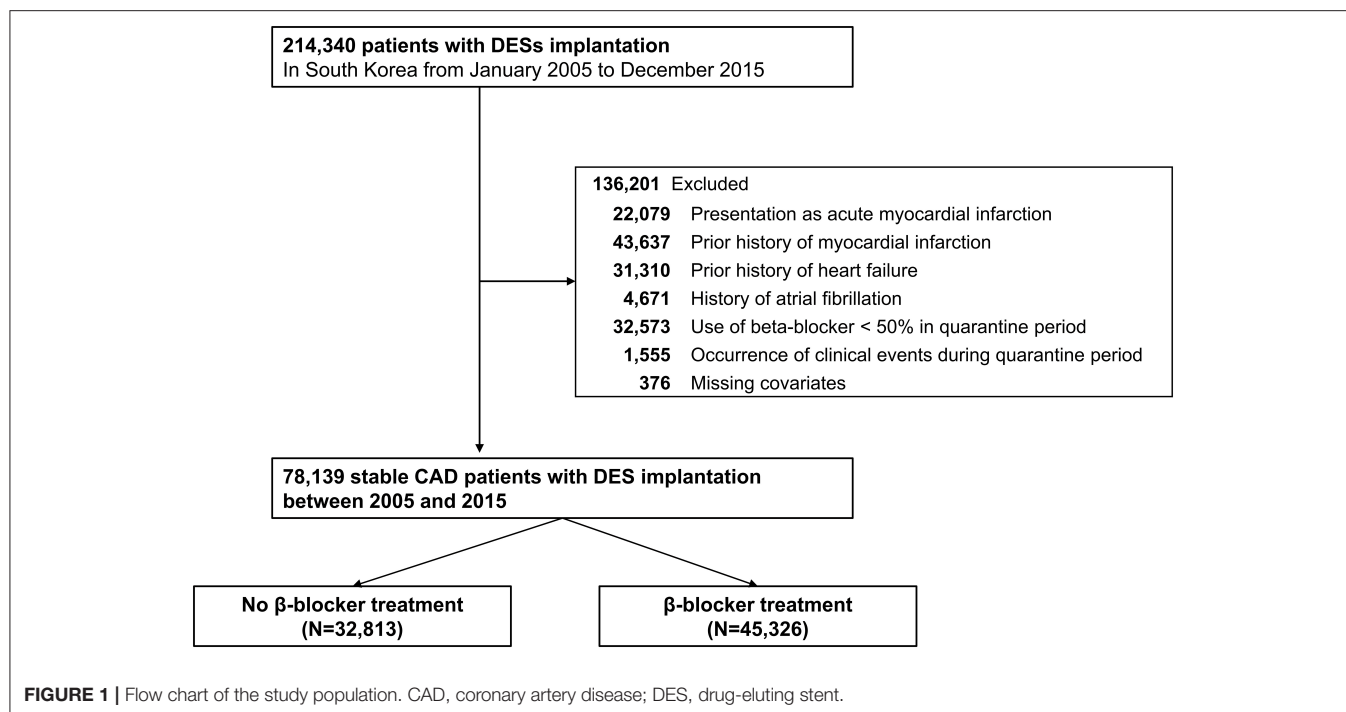 214,340 patients with DESs implantation
In South Korea from January 2005 to December 2015
136,201 Excluded
22,079 Presentation as acute myocardial infarction
43,637 Prior history of myocardial infarction
31,310 Prior history of heart failure
4,671 History of atrial fibrillation
32,573 Use of beta-blocker < 50% in quarantine period
1,555 Occurrence of clinical events during quarantine period
376 Missing covariates
78,139 stable CAD patients with DES implantation
between 2005 and 2015
No β-blocker treatment
(N=32,813)
β-blocker treatment
(N=45,326)
FIGURE 1 | Flow chart of the study population. CAD, coronary artery disease; DES, drug-eluting stent.